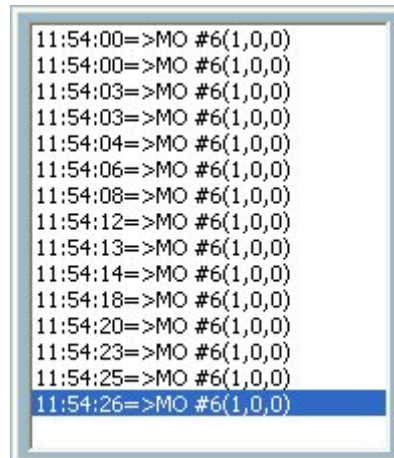 11:54:00=>MO #6(1,0,0)
11:54:00=>MO #6(1,0,0)
11:54:03=>MO #6(1,0,0)
11:54:03=>MO #6(1,0,0)
11:54:04=>MO #6(1,0,0)
11:54:06=>MO #6(1,0,0)
11:54:08=>MO #6(1,0,0)
11:54:12=>MO #6(1,0,0)
11:54:13=>MO #6(1,0,0)
11:54:14=>MO #6(1,0,0)
11:54:18=>MO #6(1,0,0)
11:54:20=>MO #6(1,0,0)
11:54:23=>MO #6(1,0,0)
11:54:25=>MO #6(1,0,0)
11:54:26=>MO #6(1,0,0)